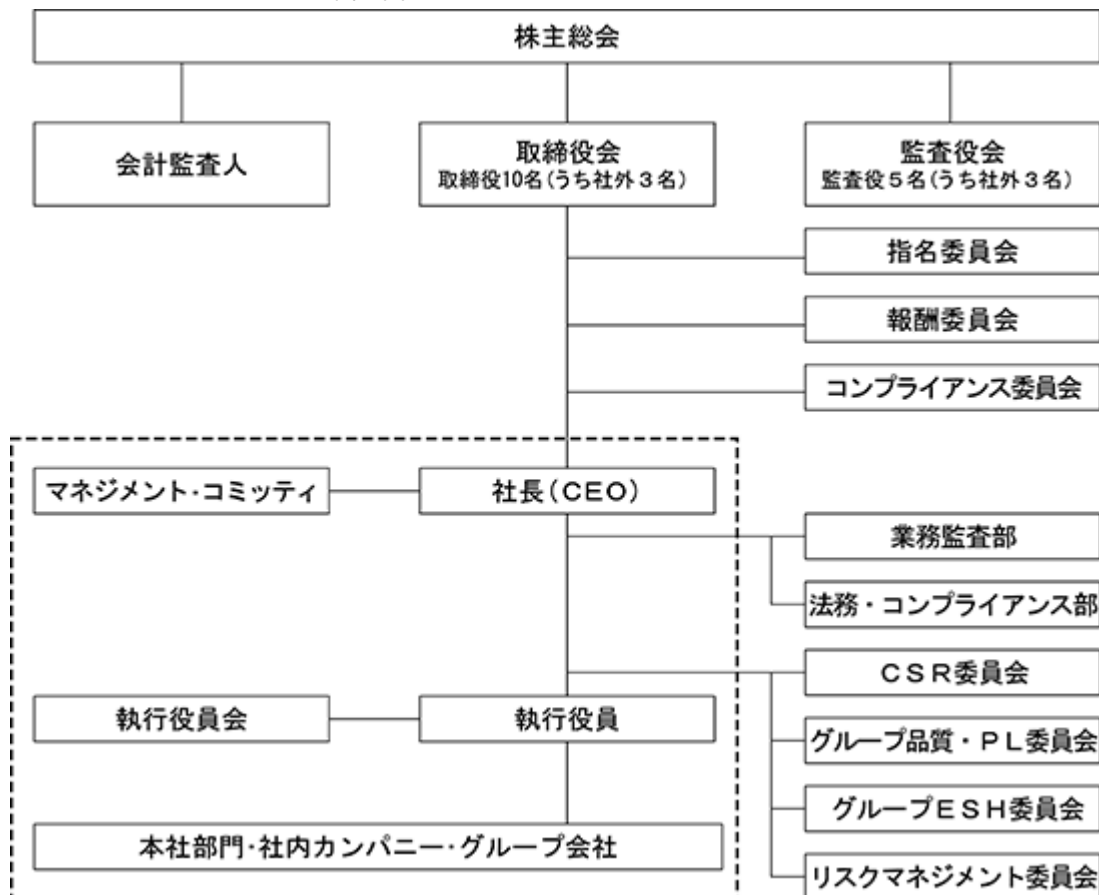 株主総会
会計監査人
取締役会
取締役10名(うち社外３名)
監査役会
監査役５名(うち社外３名)
指名委員会
報酬委員会
コンプライアンス委員会
マネジメント・コミッティ
社長(ＣＥＯ)
業務監査部
法務・コンプライアンス部
ＣＳＲ委員会
執行役員会
執行役員
グループ品質・ＰＬ委員会
グループＥＳＨ委員会
本社部門・社内カンパニー・グループ会社
リスクマネジメント委員会